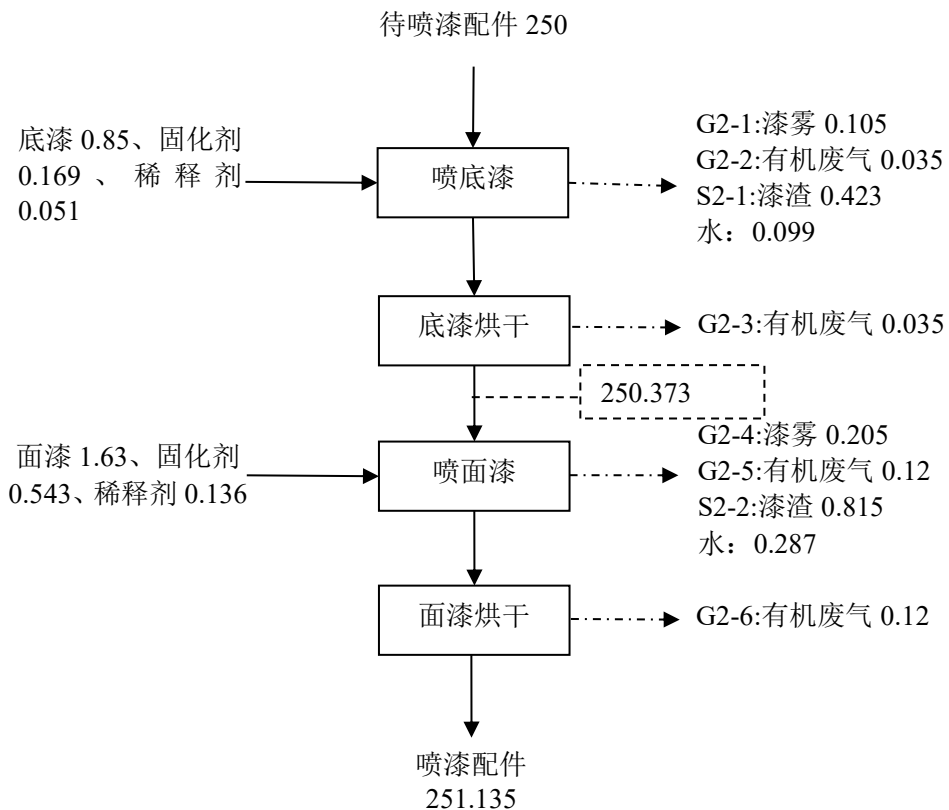 待喷漆配件 250
底漆 0.85、固化剂
0.169 、 稀 释 剂
0.051
喷底漆
G2-1:漆雾 0.105
G2-2:有机废气 0.035
S2-1:漆渣 0.423
水：0.099
底漆烘干
G2-3:有机废气 0.035
250.373
面漆 1.63、固化剂
0.543、稀释剂 0.136
喷面漆
G2-4:漆雾 0.205
G2-5:有机废气 0.12
S2-2:漆渣 0.815
水：0.287
面漆烘干
G2-6:有机废气 0.12
喷漆配件
251.135